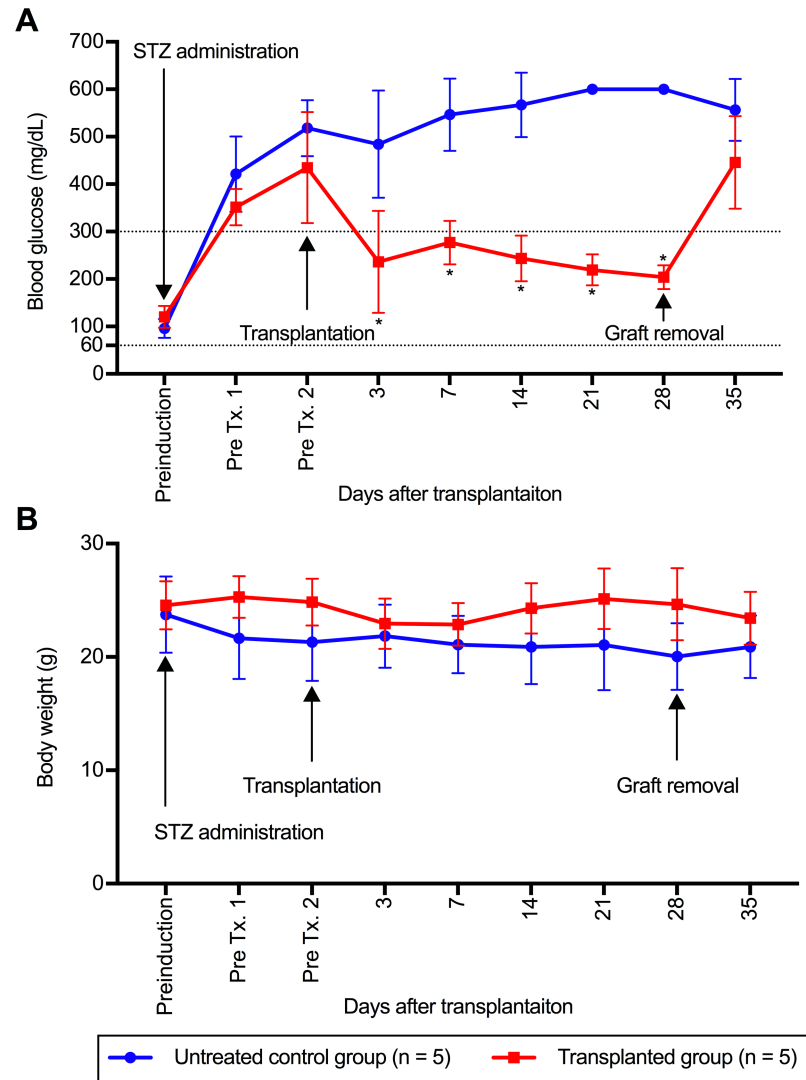 A
STZ administration
Blood glucose (mg/dL)
700
600
500
400
300
200
100
60
0
*
*
*
*
*
Transplantation
Graft removal
Preinduction
Pre Tx. 1
Pre Tx. 2
3
7
14
21
28
35
Days after transplantaiton
B
Body weight (g)
30
20
10
0
Transplantation
Graft removal
STZ administration
Preinduction
Pre Tx. 1
Pre Tx. 2
3
7
14
21
28
35
Days after transplantaiton
Untreated control group (n = 5)
Transplanted group (n = 5)